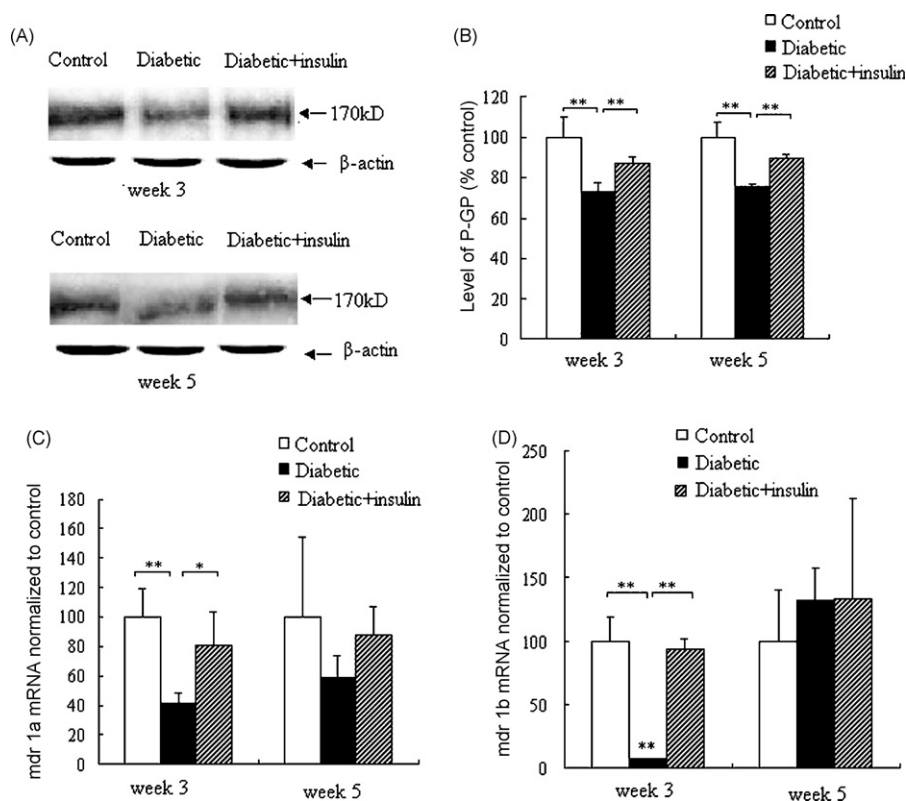 (A)
Control Diabetic Diabetic+insulin
170kD
β-actin
week 3
Control Diabetic Diabetic+insulin
170kD
β-actin
week 5
(B)
Control
Diabetic
Diabetic+insulin
Level of P-GP (% control)
120
100
80
60
40
20
0
** **
** **
week 3 week 5
(C)
Control
Diabetic
Diabetic+insulin
mdr 1a mRNA normalized to control
180
160
140
120
100
80
60
40
20
0
** *
week 3 week 5
(D)
Control
Diabetic
Diabetic+insulin
mdr 1b mRNA normalized to control
250
200
150
100
50
0
** **
**
week 3 week 5